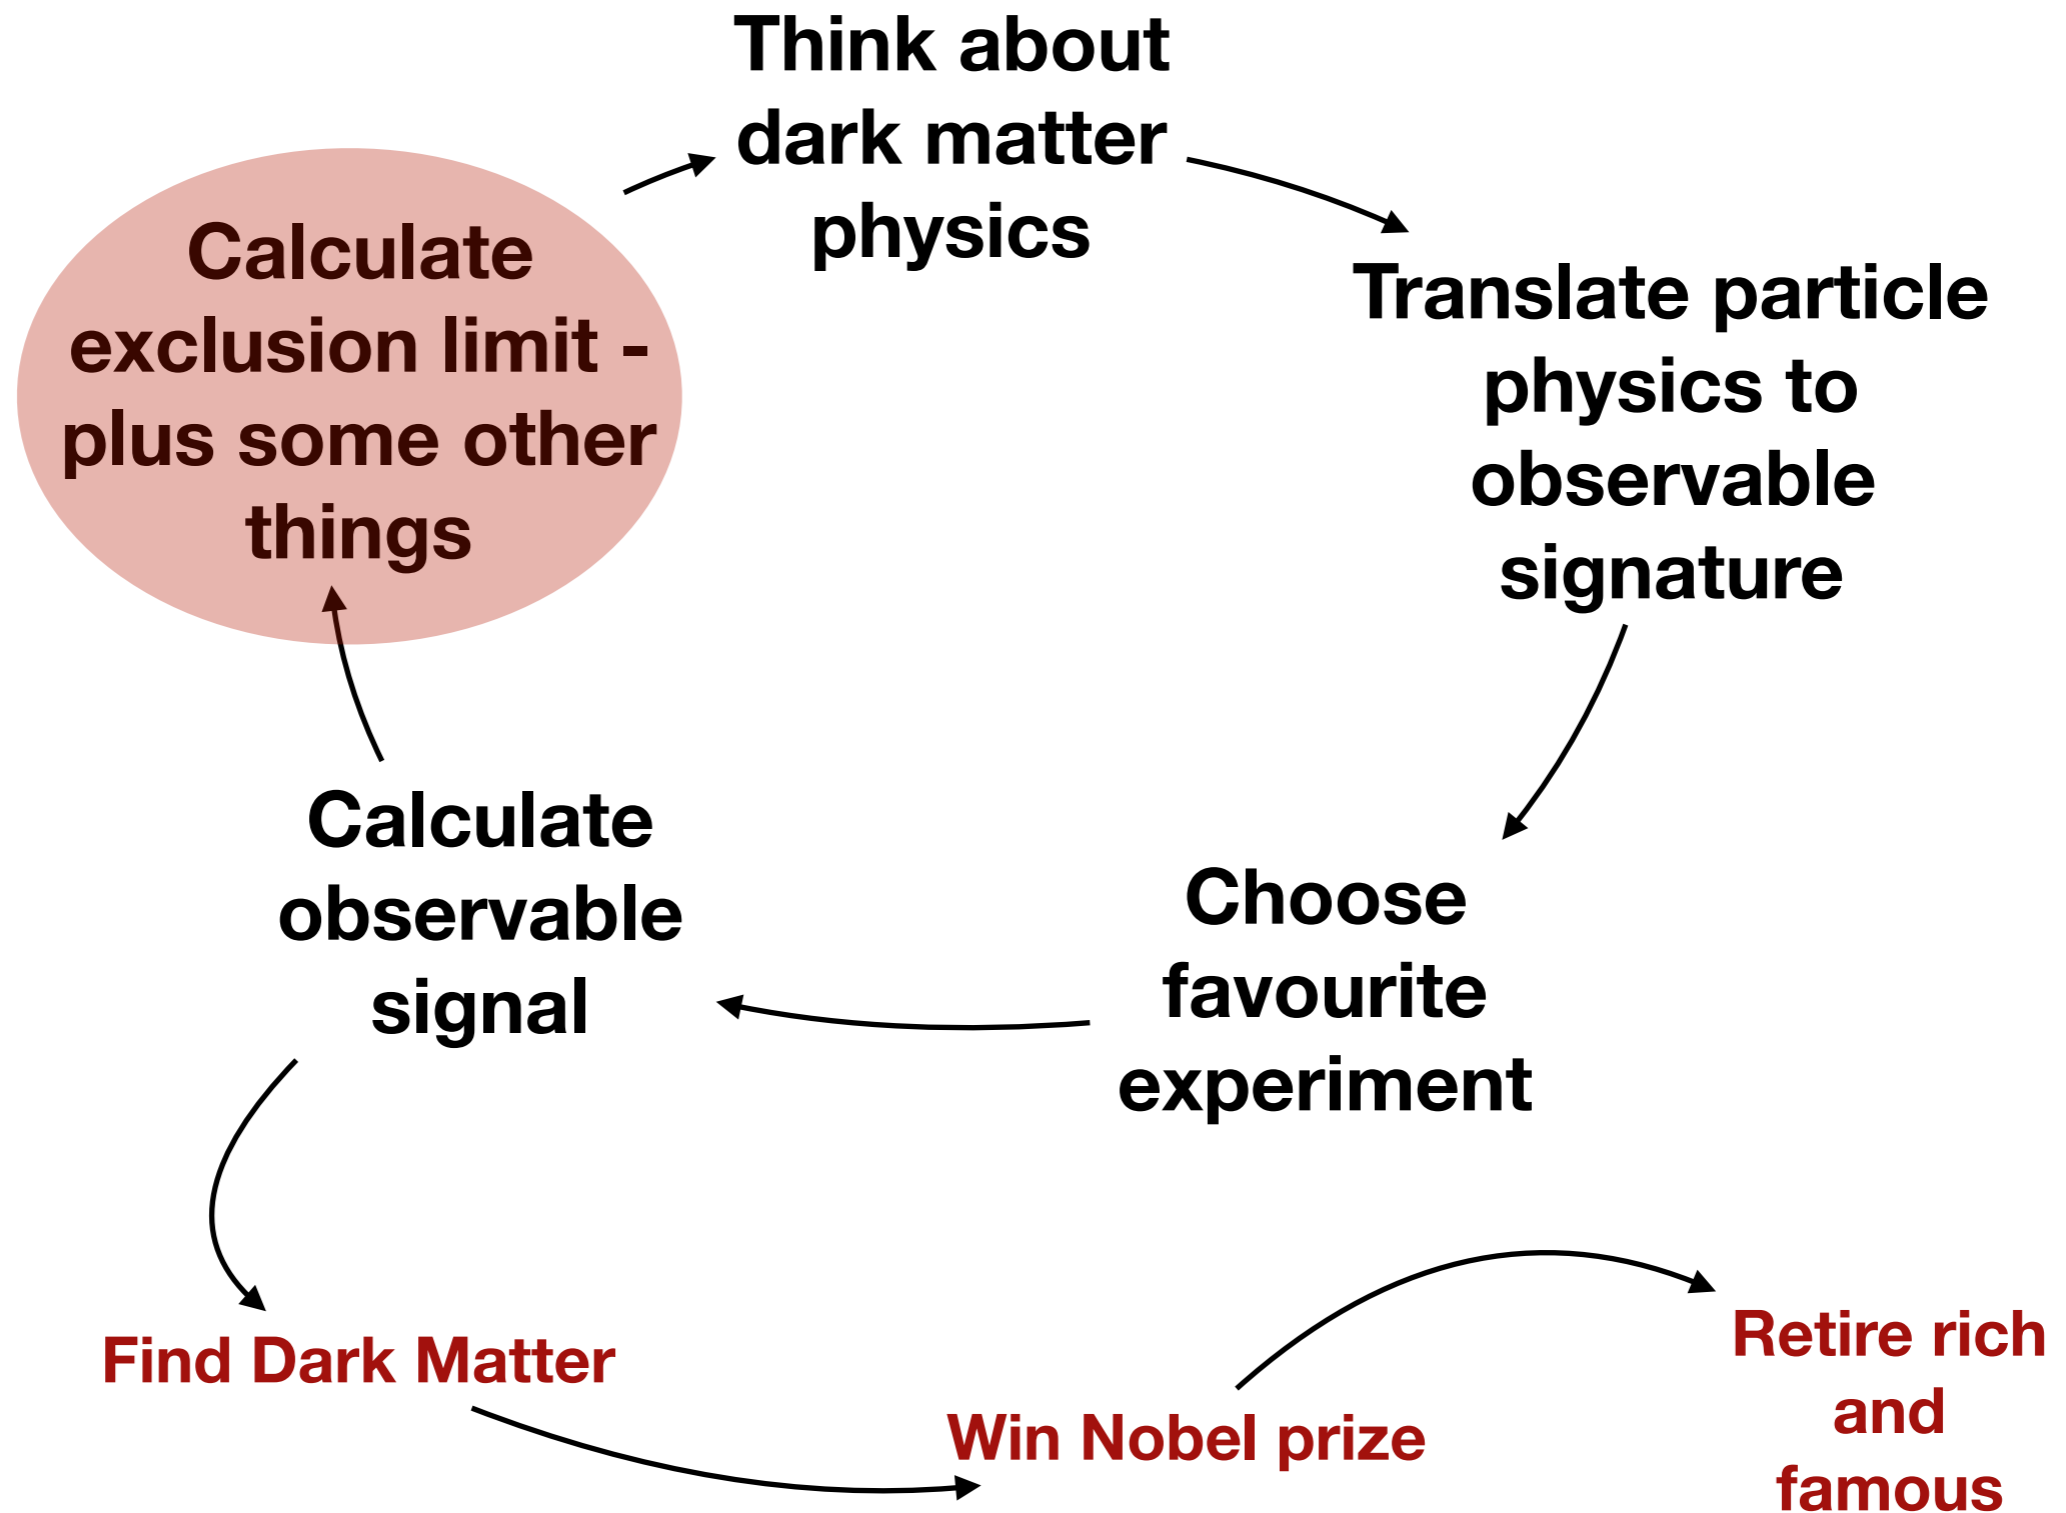 Think about
dark matter
physics
Calculate
exclusion limit -
plus some other
things
Translate particle
physics to
observable
signature
Calculate
observable
signal
Choose
favourite
experiment
Find Dark Matter
Win Nobel prize
Retire rich
and
famous